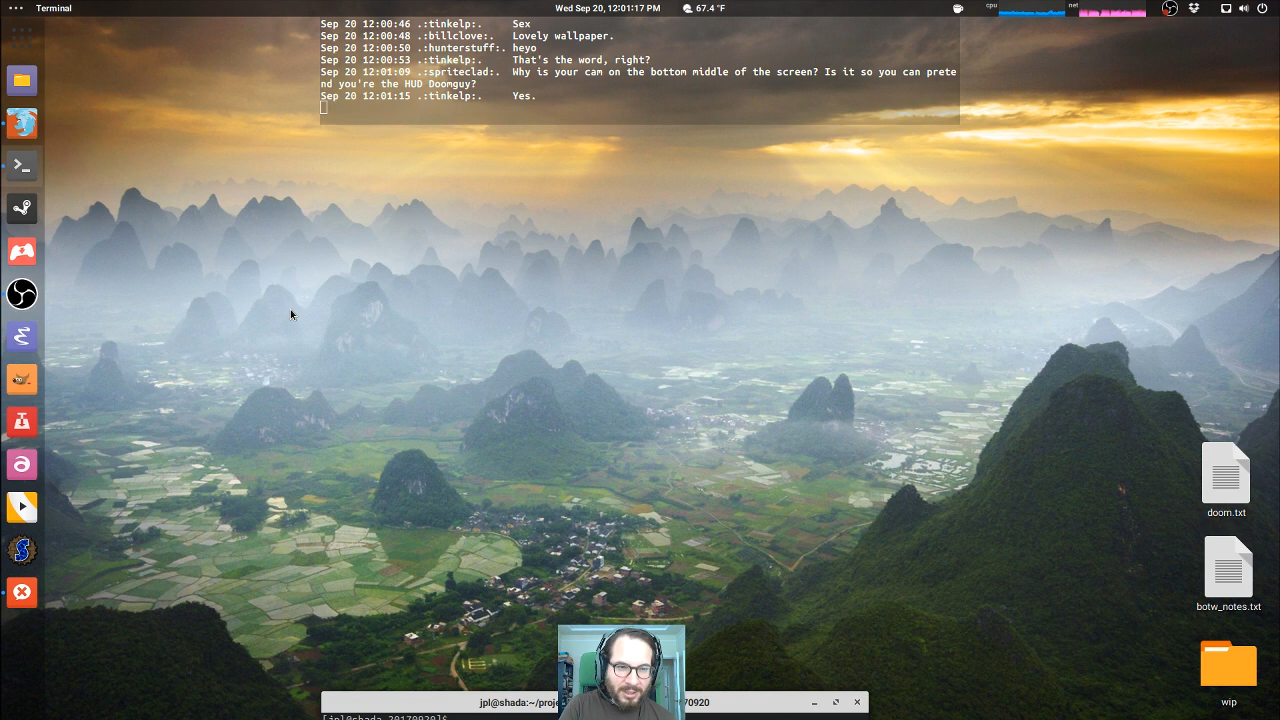 Terminal
Wed Sep 20, 12:01:17 PM
67.4 °F
cpu
net
Sep 20 12:00:46 .:tinkelp:. Sex
Sep 20 12:00:48 .:billclove:. Lovely wallpaper.
Sep 20 12:00:50 .:hunterstuff:. heyo
Sep 20 12:00:53 .:tinkelp:. That's the word, right?
Sep 20 12:01:09 .:spriteclad:. Why is your cam on the bottom middle of the screen? Is it so you can prete
nd you're the HUD Doomguy?
Sep 20 12:01:15 .:tinkelp:. Yes.
doom.txt
botw_notes.txt
wip
jpl@shada:~/proje
70920
[jpl@shada 20170920]$